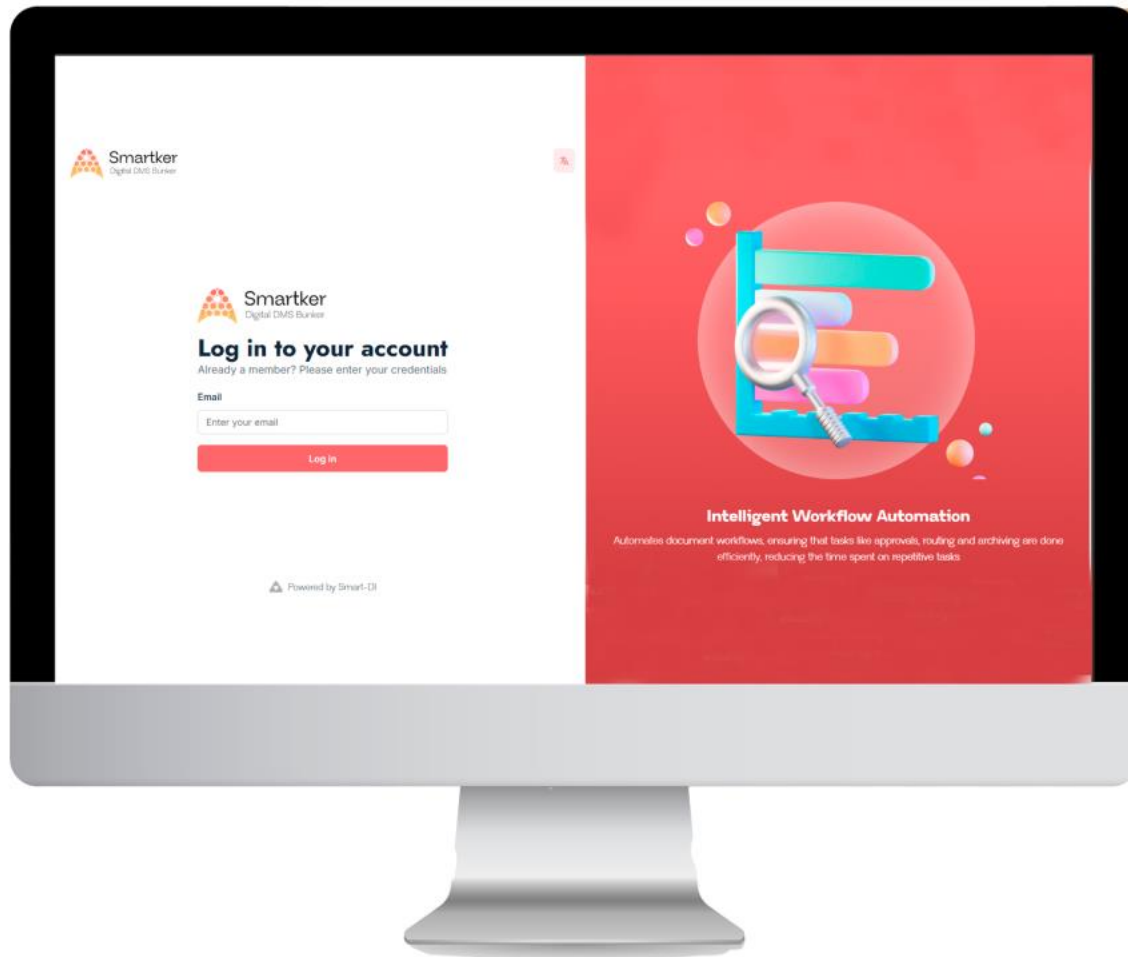 Smartker
Digital DMS Bunker
Smartker
Digital DMS Bunker
Log in to your account
Already a member? Please enter your credentials
Email
Enter your email
Log in
Powered by Smart-DI
Intelligent Workflow Automation
Automates document workflows, ensuring that tasks like approvals, routing and archiving are done
efficiently, reducing the time spent on repetitive tasks